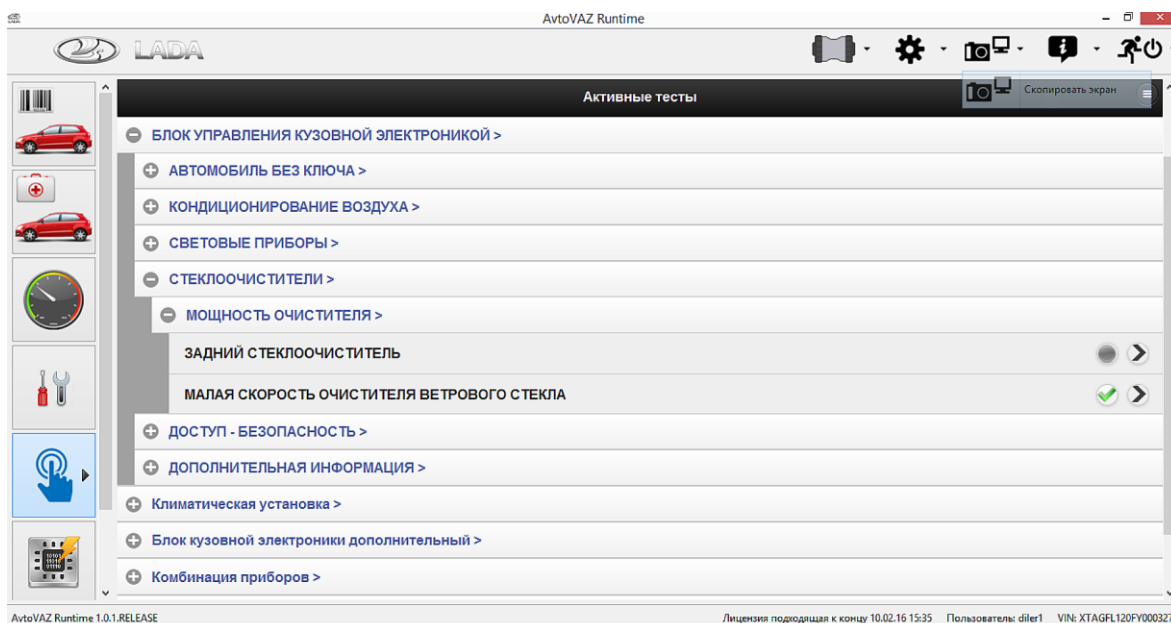 AvtoVAZ Runtime
LADA
Активные тесты
Скопировать экран
БЛОК УПРАВЛЕНИЯ КУЗОВНОЙ ЭЛЕКТРОНИКОЙ >
АВТОМОБИЛЬ БЕЗ КЛЮЧА >
КОНДИЦИОНИРОВАНИЕ ВОЗДУХА >
СВЕТОВЫЕ ПРИБОРЫ >
СТЕКЛООЧИСТИТЕЛИ >
МОЩНОСТЬ ОЧИСТИТЕЛЯ >
ЗАДНИЙ СТЕКЛООЧИСТИТЕЛЬ
МАЛАЯ СКОРОСТЬ ОЧИСТИТЕЛЯ ВЕТРОВОГО СТЕКЛА
ДОСТУП - БЕЗОПАСНОСТЬ >
ДОПОЛНИТЕЛЬНАЯ ИНФОРМАЦИЯ >
Климатическая установка >
Блок кузовной электроники дополнительный >
Комбинация приборов >
AvtoVAZ Runtime 1.0.1.RELEASE Лицензия подходящая к концу 10.02.16 15:35 Пользователь: diler1 VIN: XTAGFL120FY000327